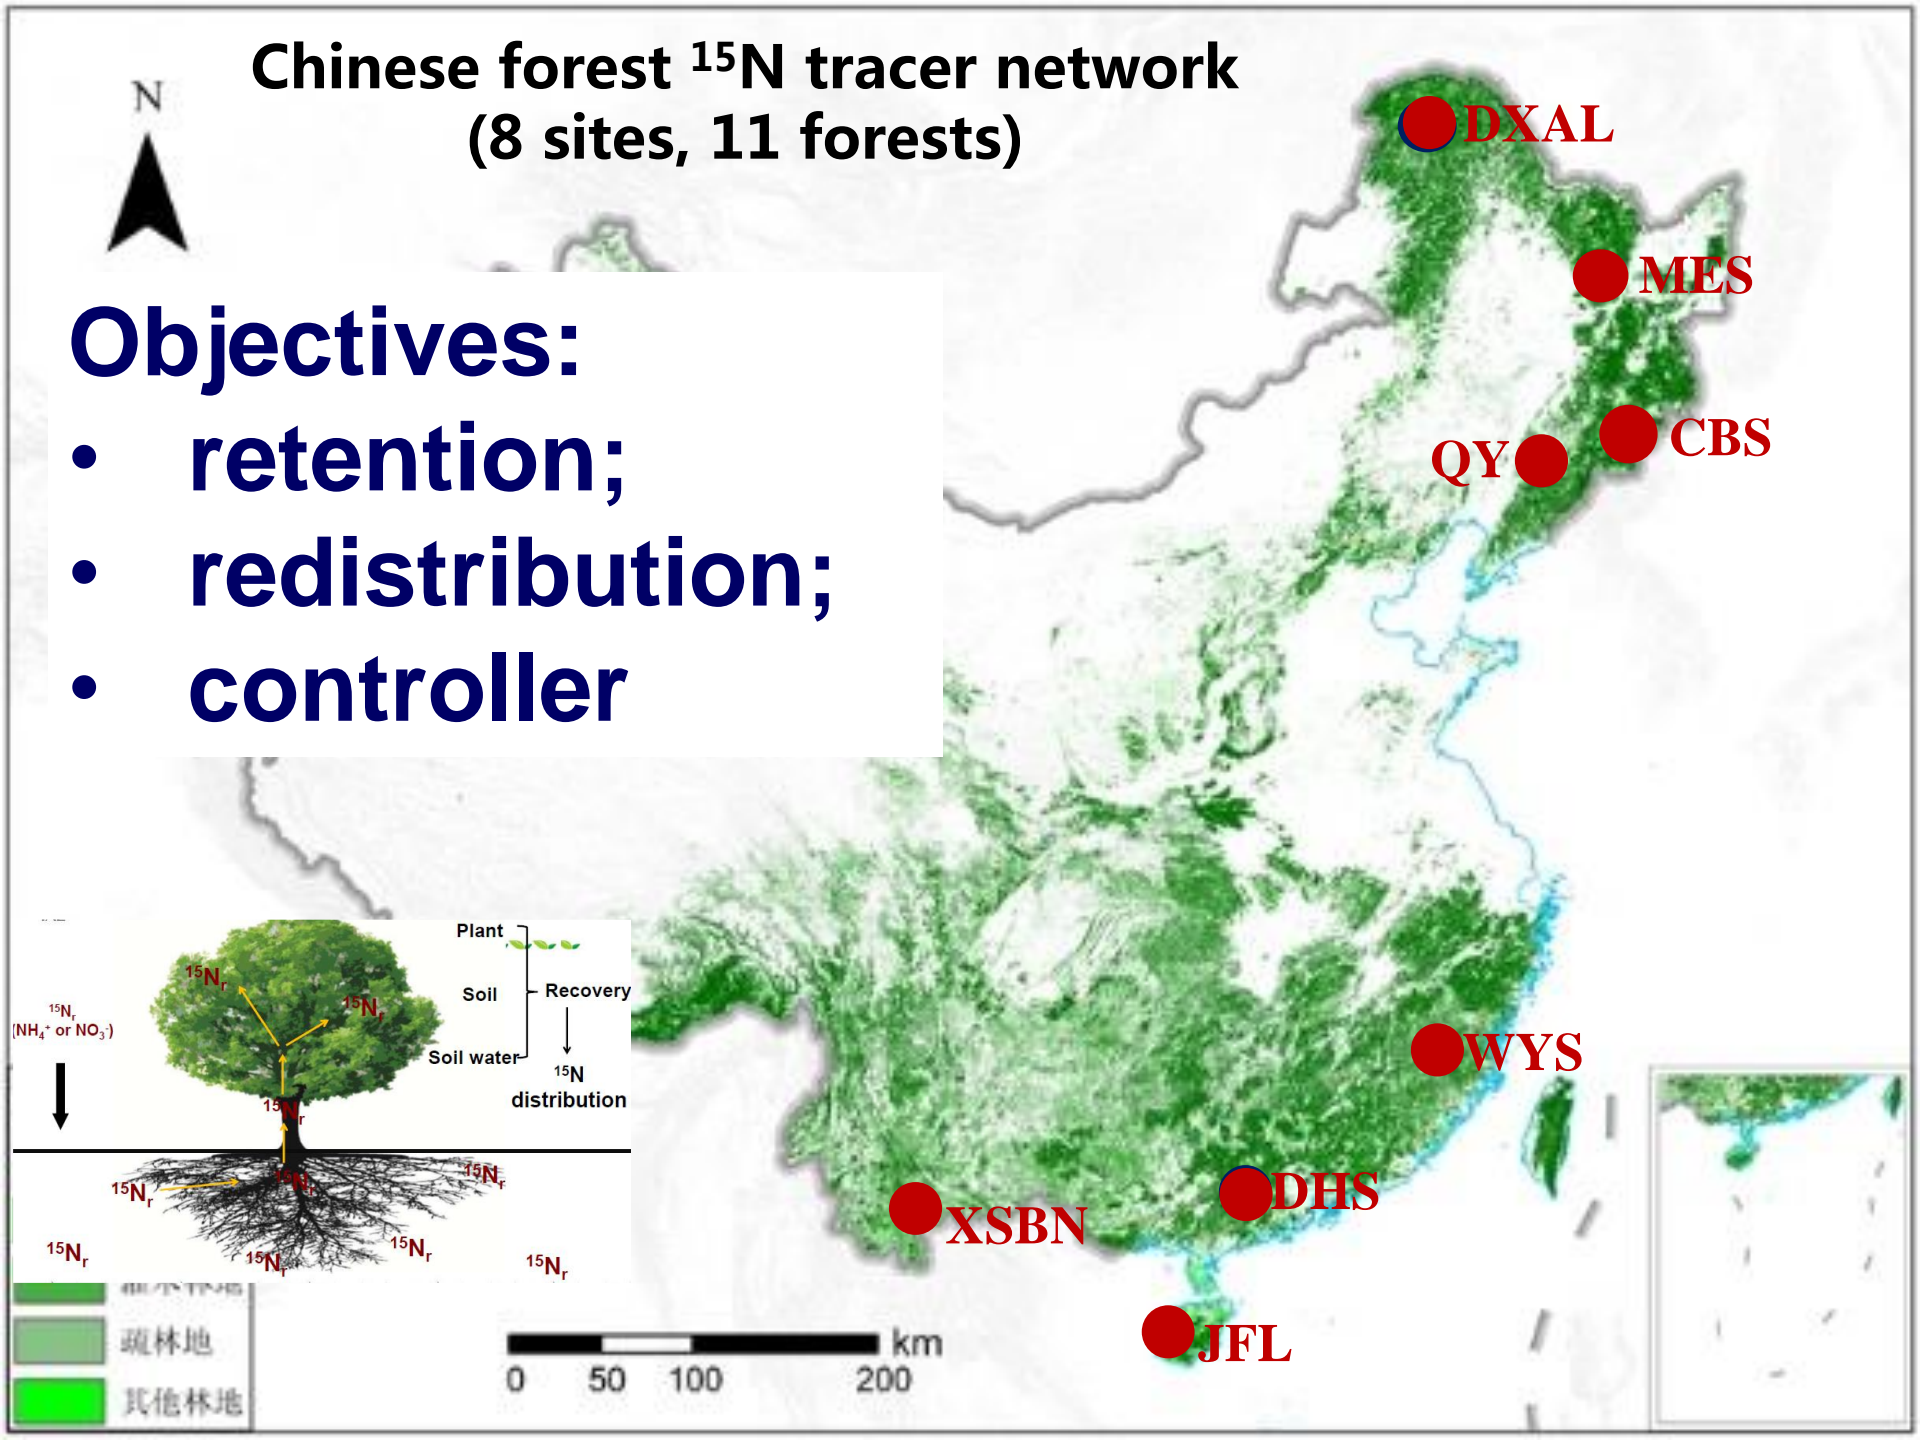 Chinese forest ¹⁵N tracer network
(8 sites, 11 forests)
N
DXAL
MES
CBS
QY
Objectives:
• retention;
• redistribution;
• controller
Plant
Soil
Recovery
Soil water
¹⁵N
distribution
¹⁵Nᵣ
(NH₄⁺ or NO₃⁻)
¹⁵Nᵣ
¹⁵Nᵣ
¹⁵Nᵣ
¹⁵Nᵣ
¹⁵Nᵣ
¹⁵Nᵣ
¹⁵Nᵣ
¹⁵Nᵣ
¹⁵Nᵣ
¹⁵Nᵣ
WYS
DHS
XSBN
JFL
疏林地
其他林地
km
0 50 100 200